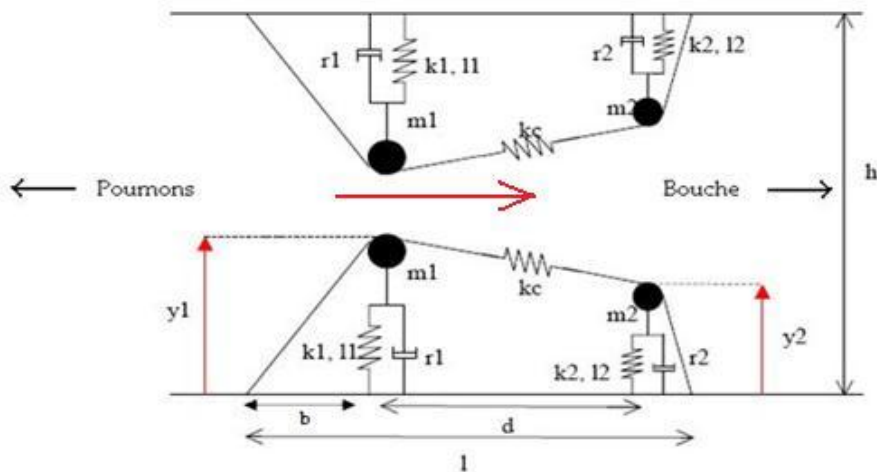 r1
k1, l1
r2
k2, l2
m1
m2
kc
h
Poumons
Bouche
m1
kc
m2
y1
y2
k1, l1
r1
k2, l2
r2
b
d
l